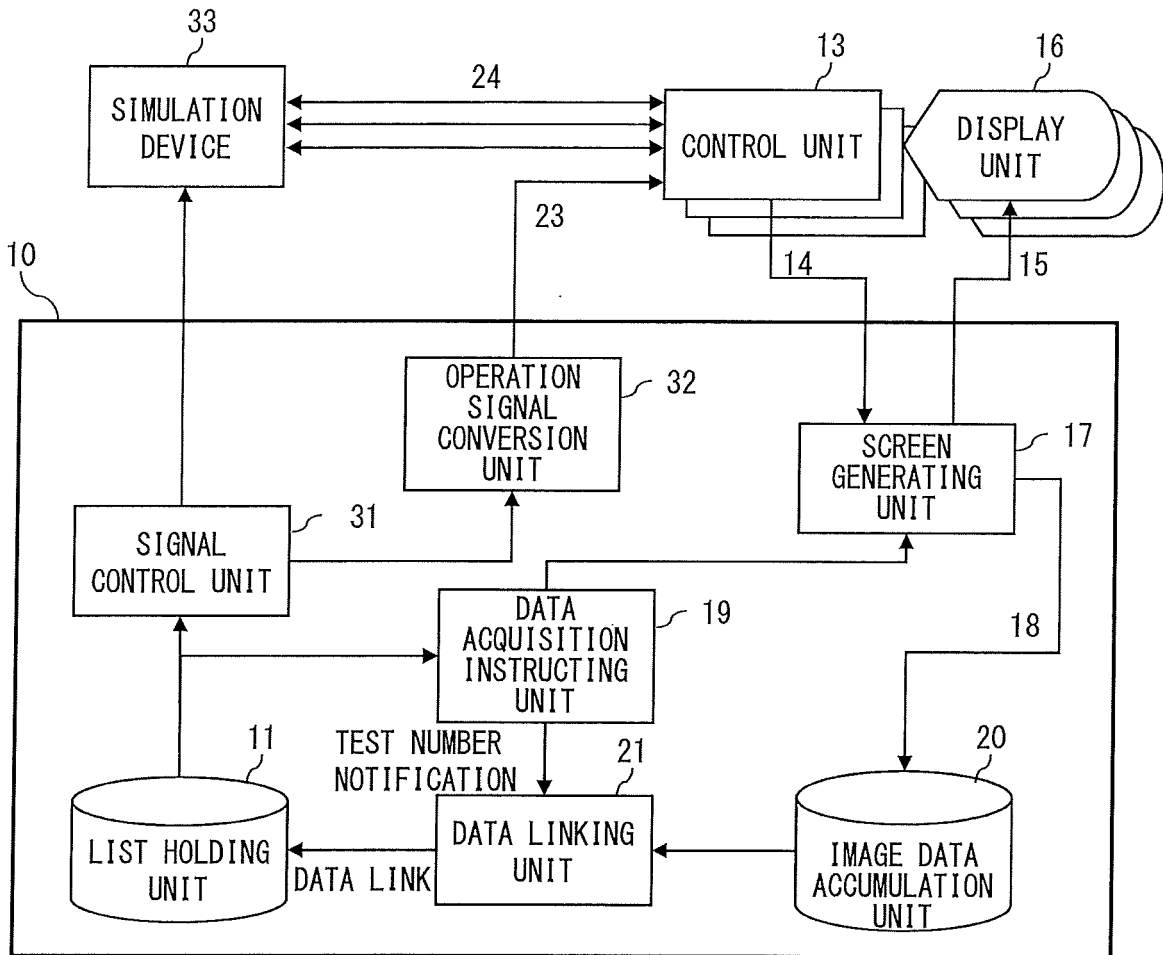 33
13
16
24
SIMULATION
DEVICE
CONTROL UNIT
DISPLAY
UNIT
23
10
14
15
OPERATION
SIGNAL
CONVERSION
UNIT
32
SCREEN
GENERATING
UNIT
17
31
SIGNAL
CONTROL UNIT
DATA
ACQUISITION
INSTRUCTING
UNIT
19
18
11
TEST NUMBER
NOTIFICATION
21
20
LIST HOLDING
UNIT
DATA LINK
DATA LINKING
UNIT
IMAGE DATA
ACCUMULATION
UNIT